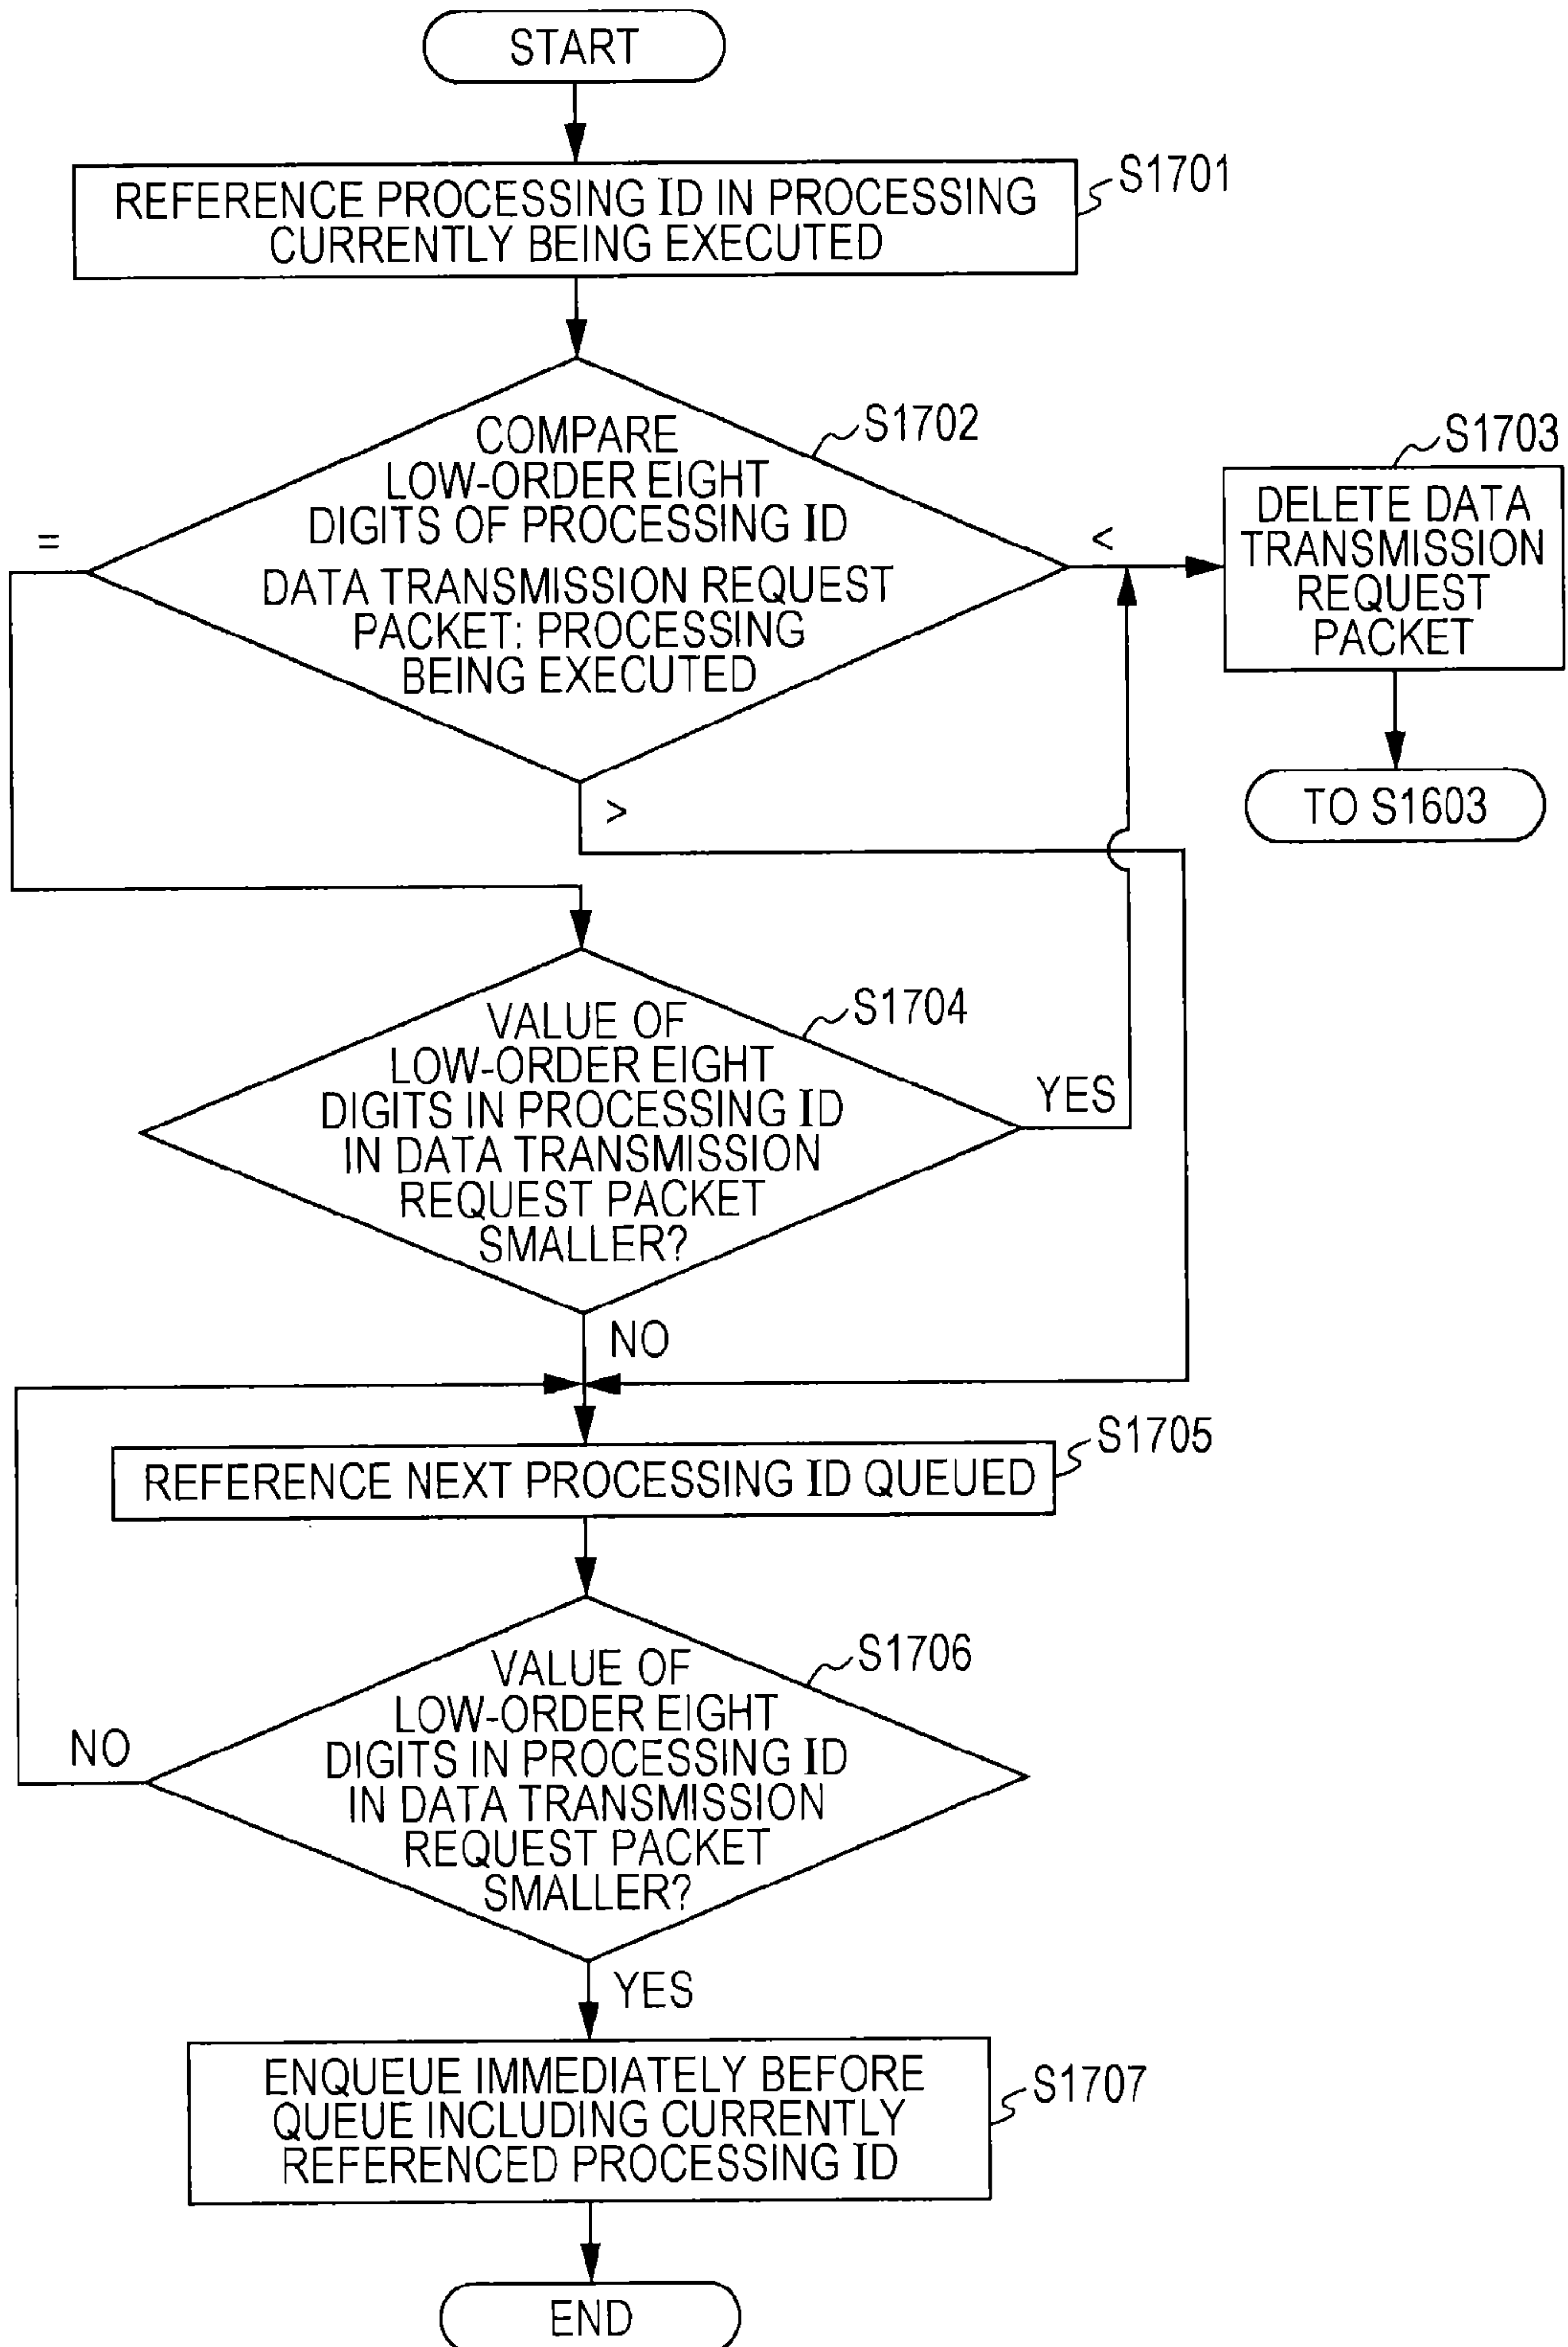 START
REFERENCE PROCESSING ID IN PROCESSING
CURRENTLY BEING EXECUTED
S1701
COMPARE
LOW-ORDER EIGHT
DIGITS OF PROCESSING ID
DATA TRANSMISSION REQUEST
PACKET: PROCESSING
BEING EXECUTED
S1702
=
<
>
S1703
DELETE DATA
TRANSMISSION
REQUEST
PACKET
TO S1603
VALUE OF
LOW-ORDER EIGHT
DIGITS IN PROCESSING ID
IN DATA TRANSMISSION
REQUEST PACKET
SMALLER?
S1704
YES
NO
REFERENCE NEXT PROCESSING ID QUEUED
S1705
VALUE OF
LOW-ORDER EIGHT
DIGITS IN PROCESSING ID
IN DATA TRANSMISSION
REQUEST PACKET
SMALLER?
S1706
NO
YES
ENQUEUE IMMEDIATELY BEFORE
QUEUE INCLUDING CURRENTLY
REFERENCED PROCESSING ID
S1707
END